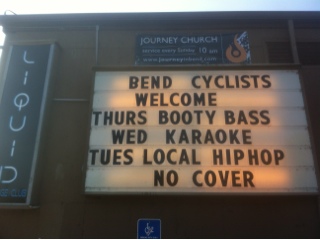 JOURNEY CHURCH
LIQUID
BEND CYCLISTS
WELCOME
THURS BOOTY BASS
WED KARAOKE
TUES LOCAL HIPHOP
NO COVER